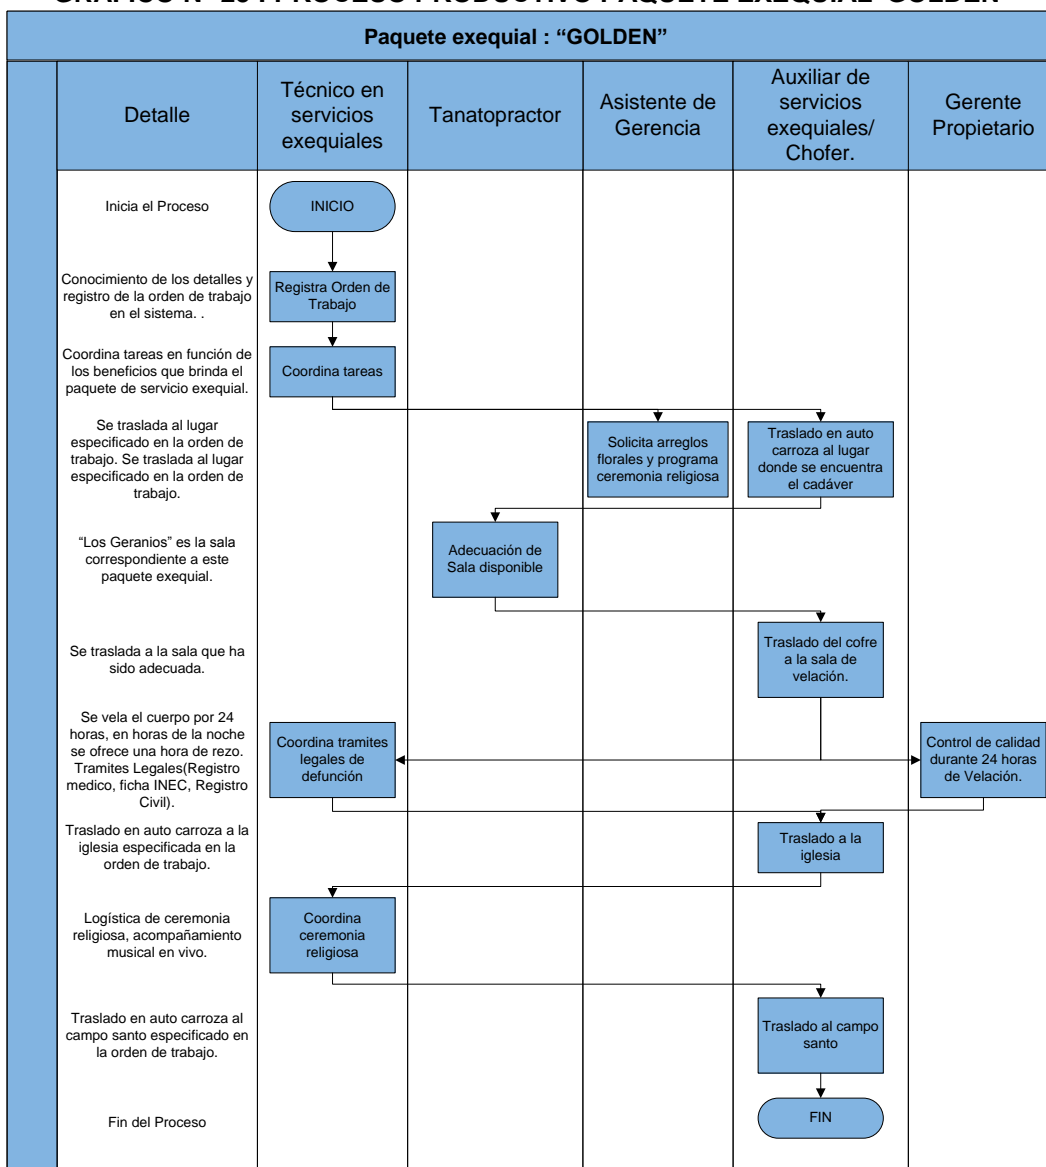 Paquete exequial : “GOLDEN”
Detalle
Técnico en
servicios
exequiales
Tanatopractor
Asistente de
Gerencia
Auxiliar de
servicios
exequiales/
Chofer.
Gerente
Propietario
Inicia el Proceso
INICIO
Conocimiento de los detalles y
registro de la orden de trabajo
en el sistema. .
Registra Orden de
Trabajo
Coordina tareas en función de
los beneficios que brinda el
paquete de servicio exequial.
Coordina tareas
Se traslada al lugar
especificado en la orden de
trabajo. Se traslada al lugar
especificado en la orden de
trabajo.
Solicita arreglos
florales y programa
ceremonia religiosa
Traslado en auto
carroza al lugar
donde se encuentra
el cadáver
“Los Geranios” es la sala
correspondiente a este
paquete exequial.
Adecuación de
Sala disponible
Se traslada a la sala que ha
sido adecuada.
Traslado del cofre
a la sala de
velación.
Se vela el cuerpo por 24
horas, en horas de la noche
se ofrece una hora de rezo.
Tramites Legales(Registro
medico, ficha INEC, Registro
Civil).
Coordina tramites
legales de
defunción
Control de calidad
durante 24 horas
de Velación.
Traslado en auto carroza a la
iglesia especificada en la
orden de trabajo.
Traslado a la
iglesia
Logística de ceremonia
religiosa, acompañamiento
musical en vivo.
Coordina
ceremonia
religiosa
Traslado en auto carroza al
campo santo especificado en
la orden de trabajo.
Traslado al campo
santo
Fin del Proceso
FIN